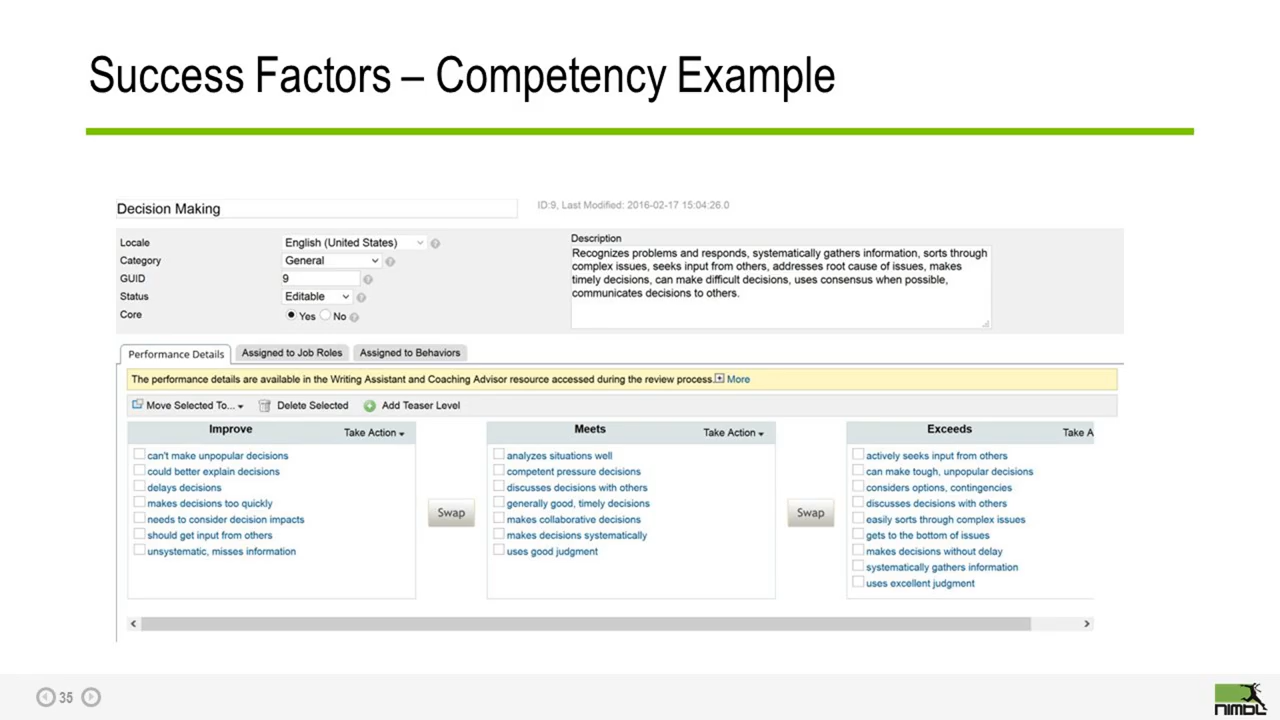 Success Factors – Competency Example
Decision Making
ID:9, Last Modified: 2016-02-17 15:04:26.0
Locale English (United States)
Category General
GUID 9
Status Editable
Core Yes No
Description
Recognizes problems and responds, systematically gathers information, sorts through
complex issues, seeks input from others, addresses root cause of issues, makes
timely decisions, can make difficult decisions, uses consensus when possible,
communicates decisions to others.
Performance Details Assigned to Job Roles Assigned to Behaviors
The performance details are available in the Writing Assistant and Coaching Advisor resource accessed during the review process. More
Move Selected To... Delete Selected Add Teaser Level
Improve Take Action
can't make unpopular decisions
could better explain decisions
delays decisions
makes decisions too quickly
needs to consider decision impacts
should get input from others
unsystematic, misses information
Swap
Meets Take Action
analyzes situations well
competent pressure decisions
discusses decisions with others
generally good, timely decisions
makes collaborative decisions
makes decisions systematically
uses good judgment
Swap
Exceeds Take A
actively seeks input from others
can make tough, unpopular decisions
considers options, contingencies
discusses decisions with others
easily sorts through complex issues
gets to the bottom of issues
makes decisions without delay
systematically gathers information
uses excellent judgment
35
NIMBL